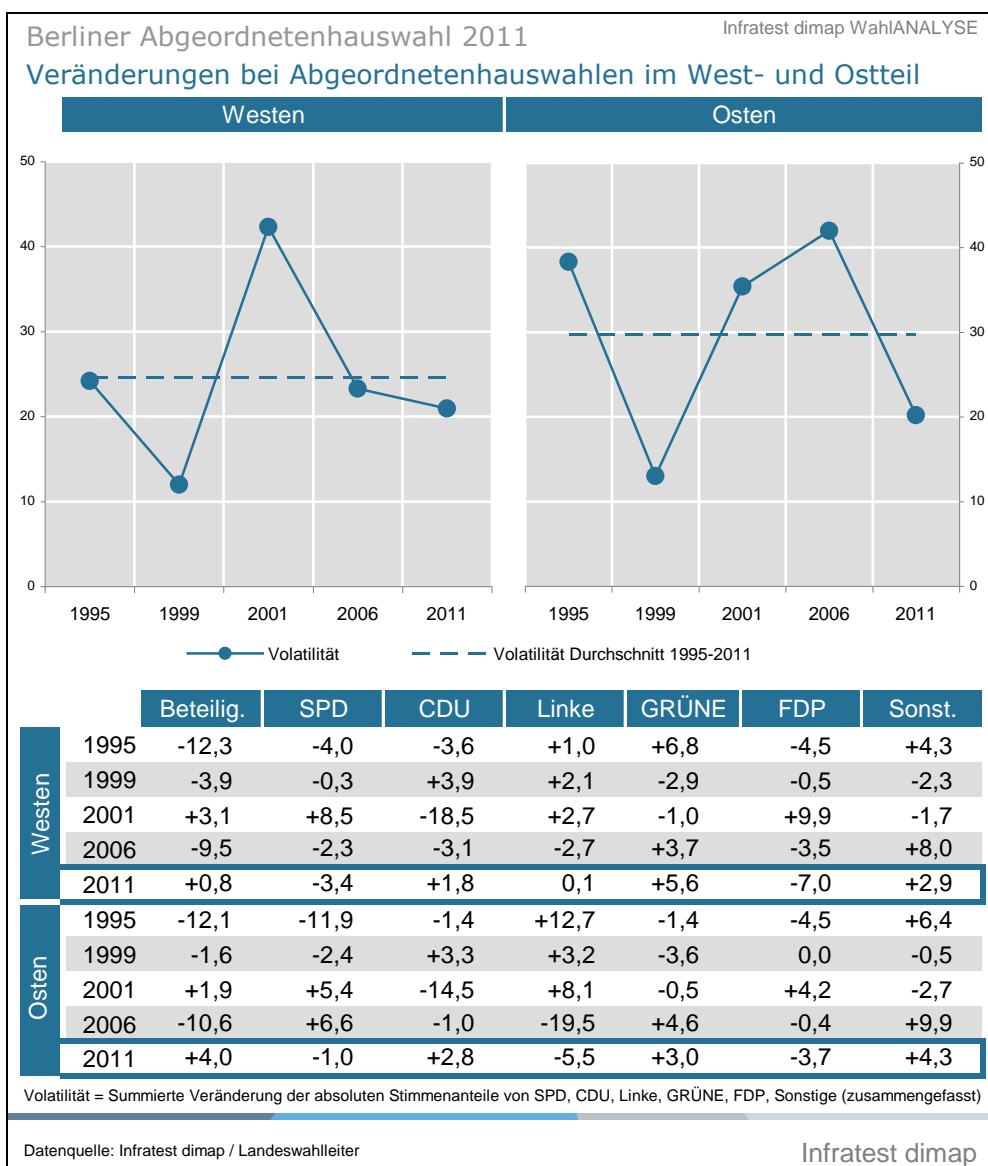 Berliner Abgeordnetenhauswahl 2011
Infratest dimap WahlANALYSE
Veränderungen bei Abgeordnetenhauswahlen im West- und Ostteil
Westen Osten
50 50
40 40
30 30
20 20
10 10
0 0
1995 1999 2001 2006 2011 1995 1999 2001 2006 2011
Volatilität Volatilität Durchschnitt 1995-2011
Beteilig. SPD CDU Linke GRÜNE FDP Sonst.
Westen
1995 -12,3 -4,0 -3,6 +1,0 +6,8 -4,5 +4,3
1999 -3,9 -0,3 +3,9 +2,1 -2,9 -0,5 -2,3
2001 +3,1 +8,5 -18,5 +2,7 -1,0 +9,9 -1,7
2006 -9,5 -2,3 -3,1 -2,7 +3,7 -3,5 +8,0
2011 +0,8 -3,4 +1,8 0,1 +5,6 -7,0 +2,9
Osten
1995 -12,1 -11,9 -1,4 +12,7 -1,4 -4,5 +6,4
1999 -1,6 -2,4 +3,3 +3,2 -3,6 0,0 -0,5
2001 +1,9 +5,4 -14,5 +8,1 -0,5 +4,2 -2,7
2006 -10,6 +6,6 -1,0 -19,5 +4,6 -0,4 +9,9
2011 +4,0 -1,0 +2,8 -5,5 +3,0 -3,7 +4,3
Volatilität = Summierte Veränderung der absoluten Stimmenanteile von SPD, CDU, Linke, GRÜNE, FDP, Sonstige (zusammengefasst)
Datenquelle: Infratest dimap / Landeswahlleiter
Infratest dimap